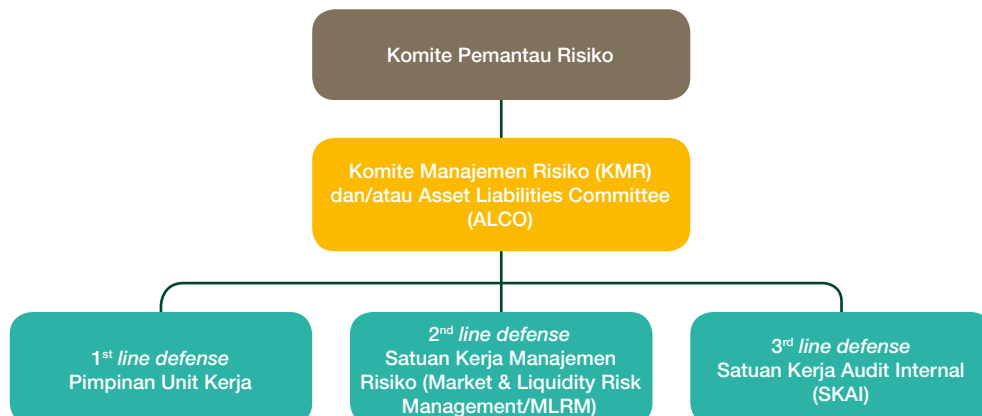 Komite Pemantau Risiko
Komite Manajemen Risiko (KMR)
dan/atau Asset Liabilities Committee
(ALCO)
1st line defense
Pimpinan Unit Kerja
2nd line defense
Satuan Kerja Manajemen
Risiko (Market & Liquidity Risk
Management/MLRM)
3rd line defense
Satuan Kerja Audit Internal
(SKAI)